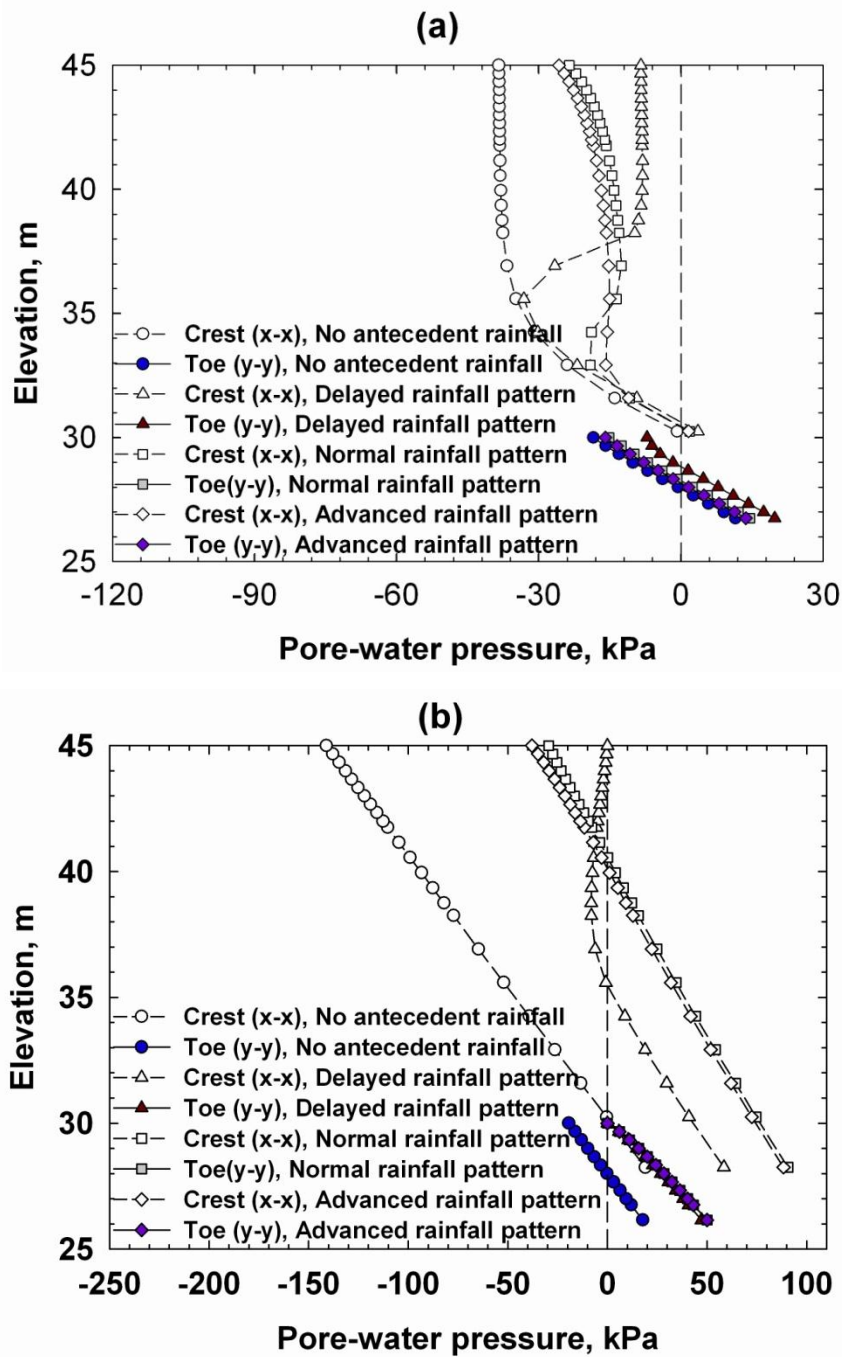 (a)
45
40
35
30
25
Elevation, m
Crest (x-x), No antecedent rainfall
Toe (y-y), No antecedent rainfall
Crest (x-x), Delayed rainfall pattern
Toe (y-y), Delayed rainfall pattern
Crest (x-x), Normal rainfall pattern
Toe(y-y), Normal rainfall pattern
Crest (x-x), Advanced rainfall pattern
Toe (y-y), Advanced rainfall pattern
-120 -90 -60 -30 0 30
Pore-water pressure, kPa
(b)
45
40
35
30
25
Elevation, m
Crest (x-x), No antecedent rainfall
Toe (y-y), No antecedent rainfall
Crest (x-x), Delayed rainfall pattern
Toe (y-y), Delayed rainfall pattern
Crest (x-x), Normal rainfall pattern
Toe(y-y), Normal rainfall pattern
Crest (x-x), Advanced rainfall pattern
Toe (y-y), Advanced rainfall pattern
-250 -200 -150 -100 -50 0 50 100
Pore-water pressure, kPa